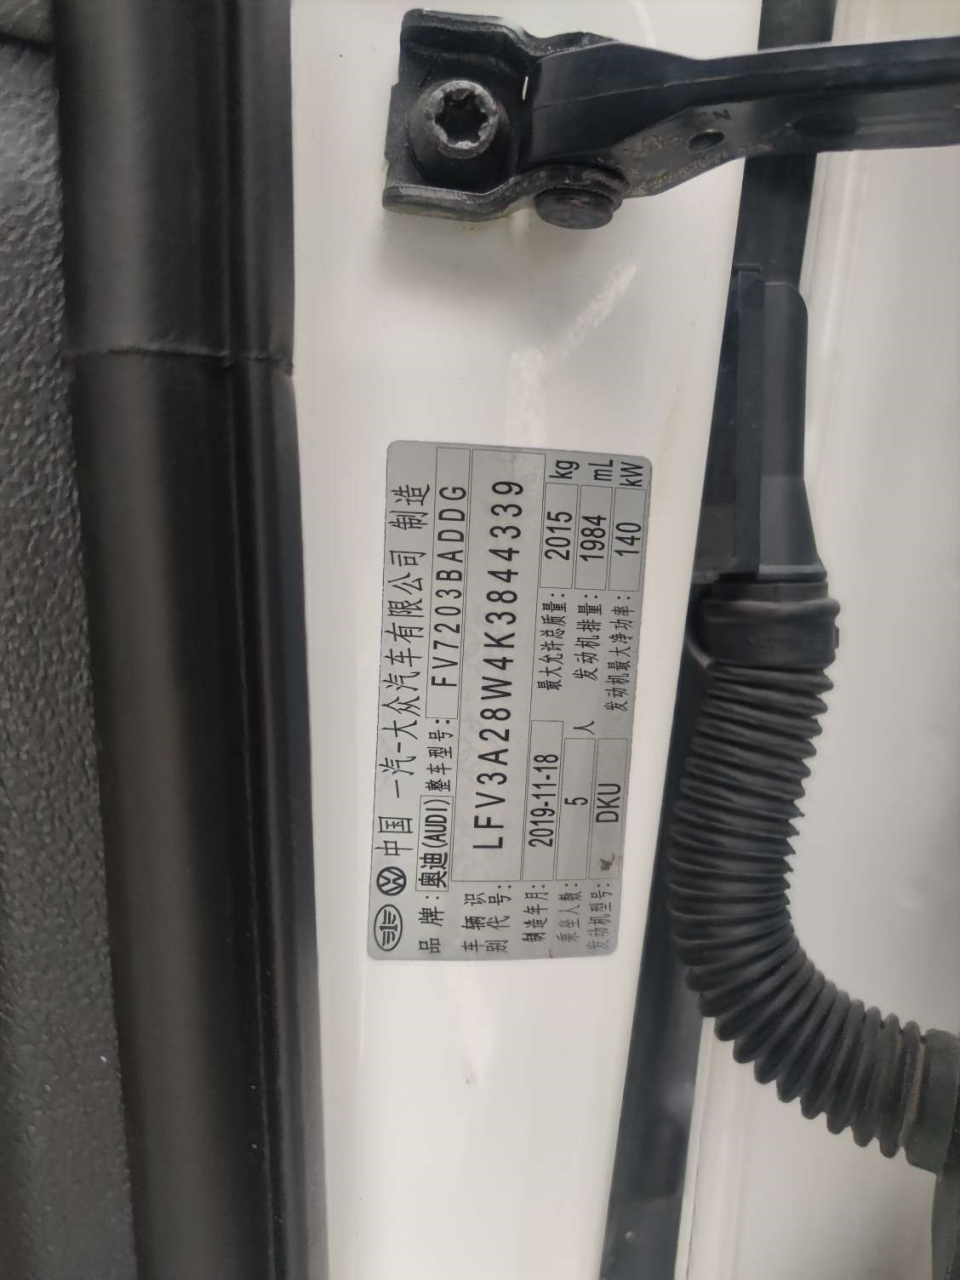 中国 一汽-大众汽车有限公司 制造
品 牌: 奥迪(AUDI) 整车型号: FV7203BADDG
车 辆 识 别 代 号: LFV3A28W4K3844339
制造年月: 2019-11-18 最大允许总质量: 2015 kg
乘坐人数: 5 人 发动机排量: 1984 mL
发动机型号: DKU 发动机最大净功率: 140 kW